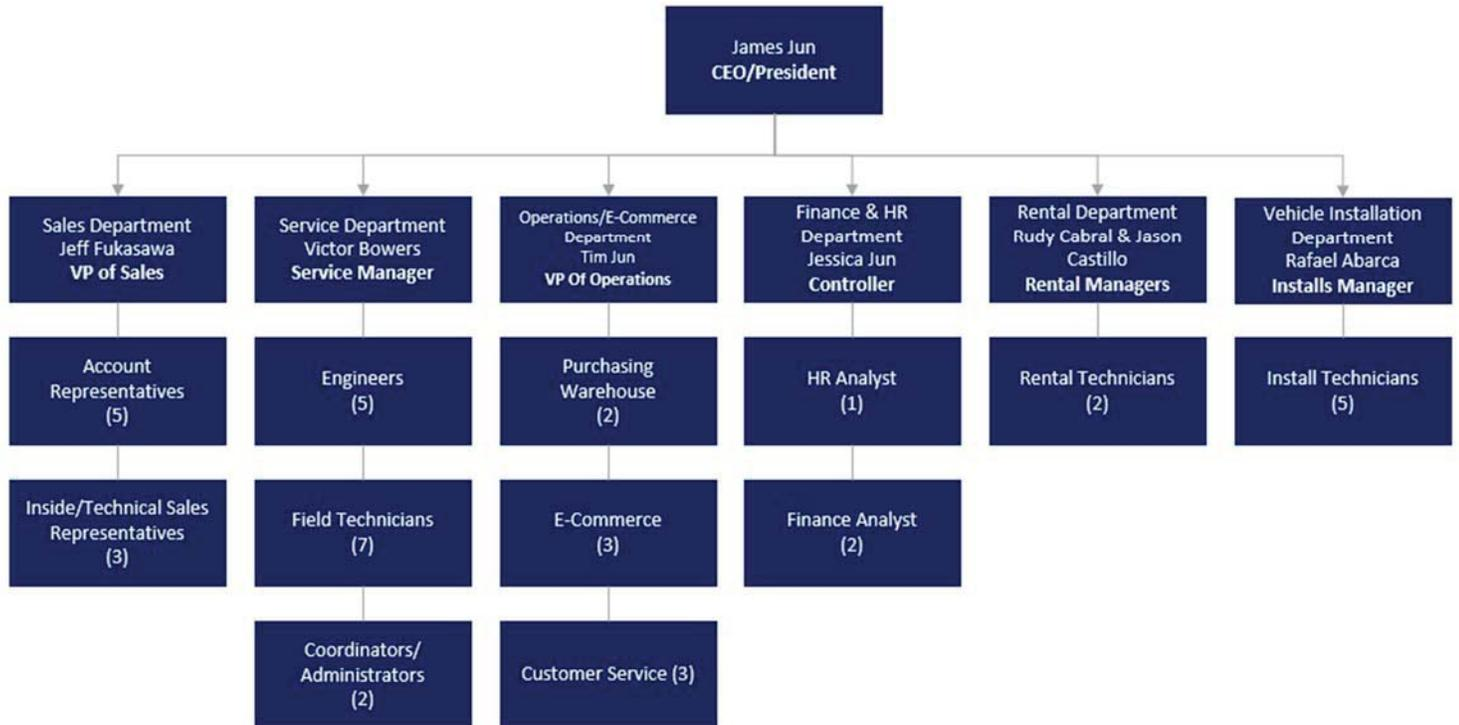 James Jun
CEO/President
Sales Department
Jeff Fukasawa
VP of Sales
Service Department
Victor Bowers
Service Manager
Operations/E-Commerce
Department
Tim Jun
VP Of Operations
Finance & HR
Department
Jessica Jun
Controller
Rental Department
Rudy Cabral & Jason
Castillo
Rental Managers
Vehicle Installation
Department
Rafael Abarca
Installs Manager
Account
Representatives
(5)
Engineers
(5)
Purchasing
Warehouse
(2)
HR Analyst
(1)
Rental Technicians
(2)
Install Technicians
(5)
Inside/Technical Sales
Representatives
(3)
Field Technicians
(7)
E-Commerce
(3)
Finance Analyst
(2)
Coordinators/
Administrators
(2)
Customer Service (3)